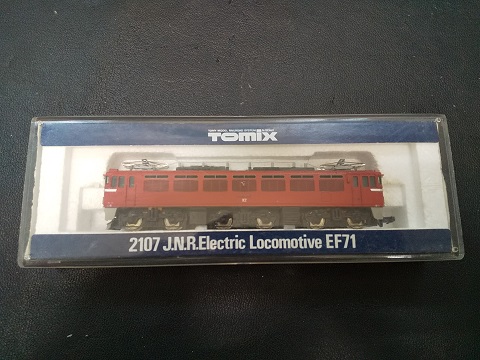 TOMIX
2107 J.N.R. Electric Locomotive EF71